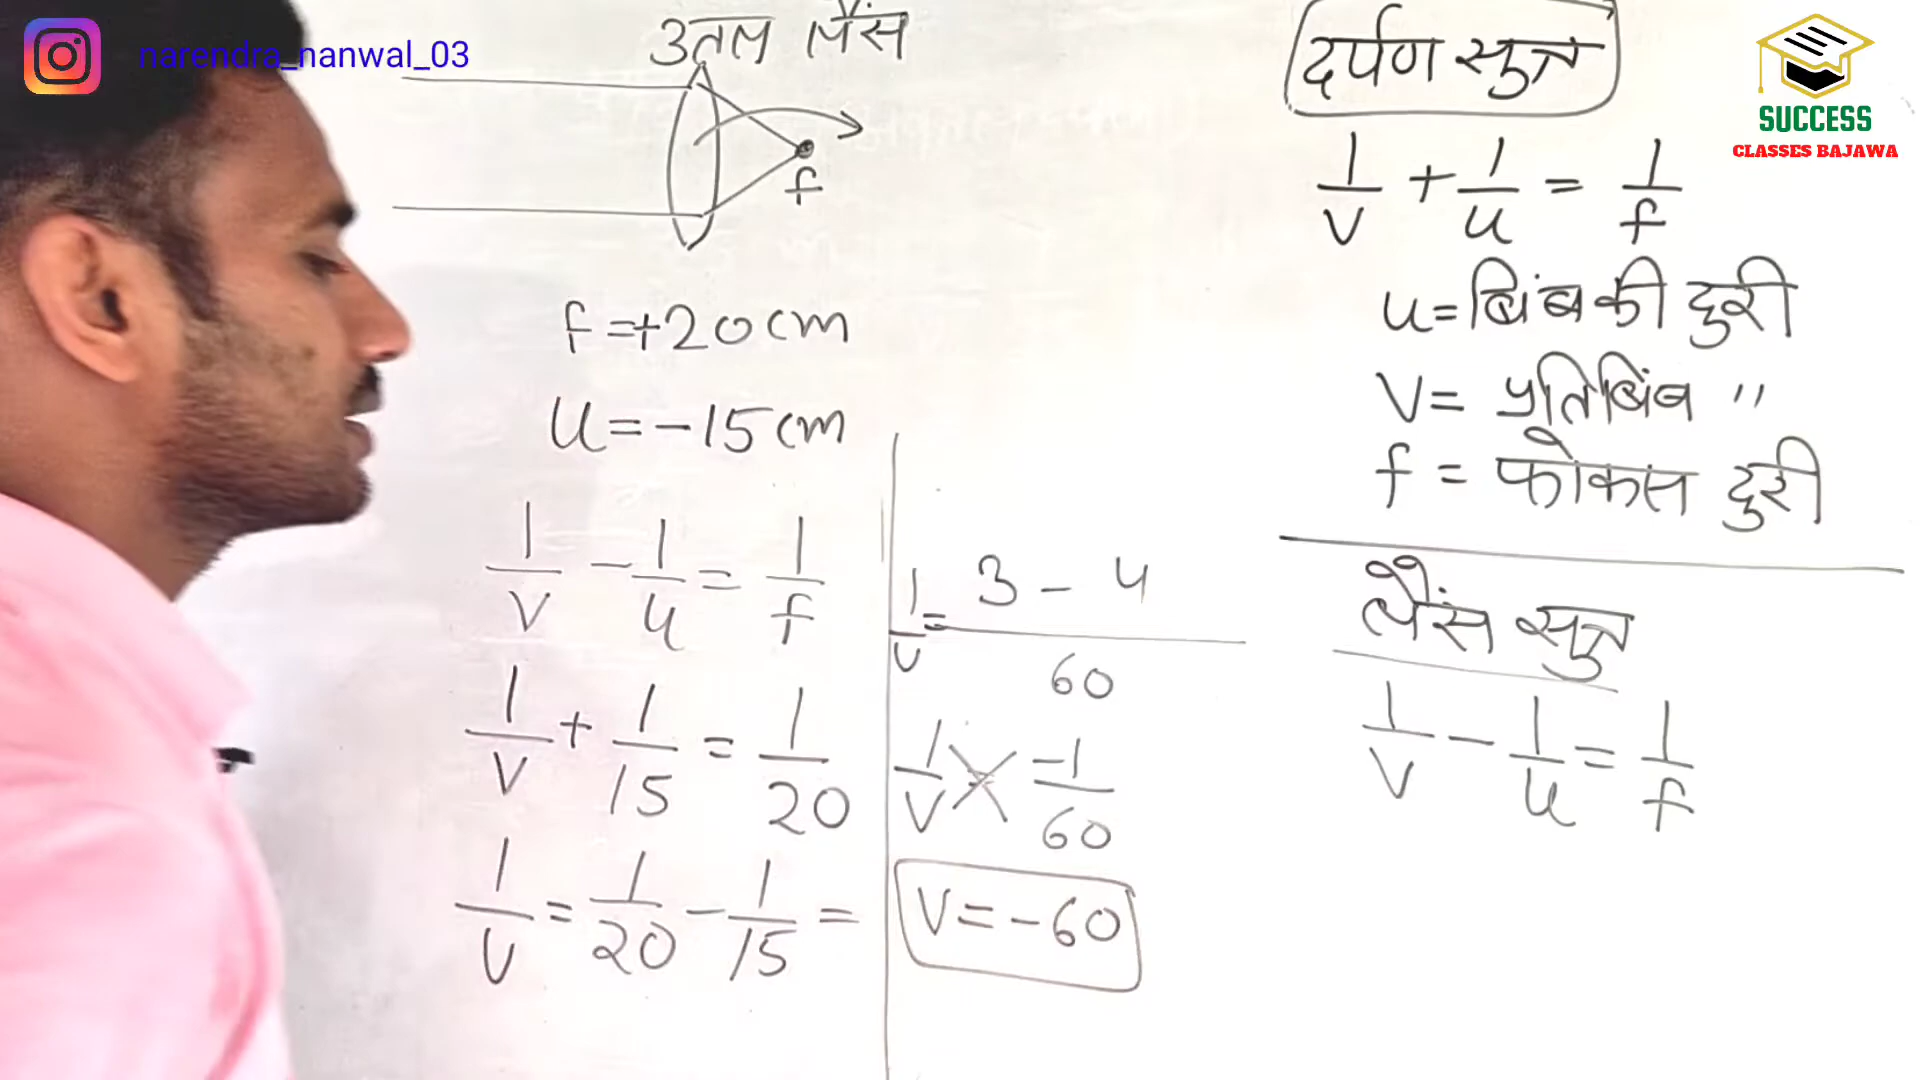 narendra_nanwal_03
उतल लेंस
f
f = +20 cm
u = -15 cm
1/v - 1/u = 1/f
1/v + 1/15 = 1/20
1/v = 1/20 - 1/15 =
1/v = 3 - 4 / 60
1/v = -1/60
v = -60
दर्पण सुत्र
1/v + 1/u = 1/f
u = बिंब की दुरी
v = प्रतिबिंब "
f = फोकस दुरी
लैंस सुत्र
1/v - 1/u = 1/f
SUCCESS
CLASSES BAJAWA